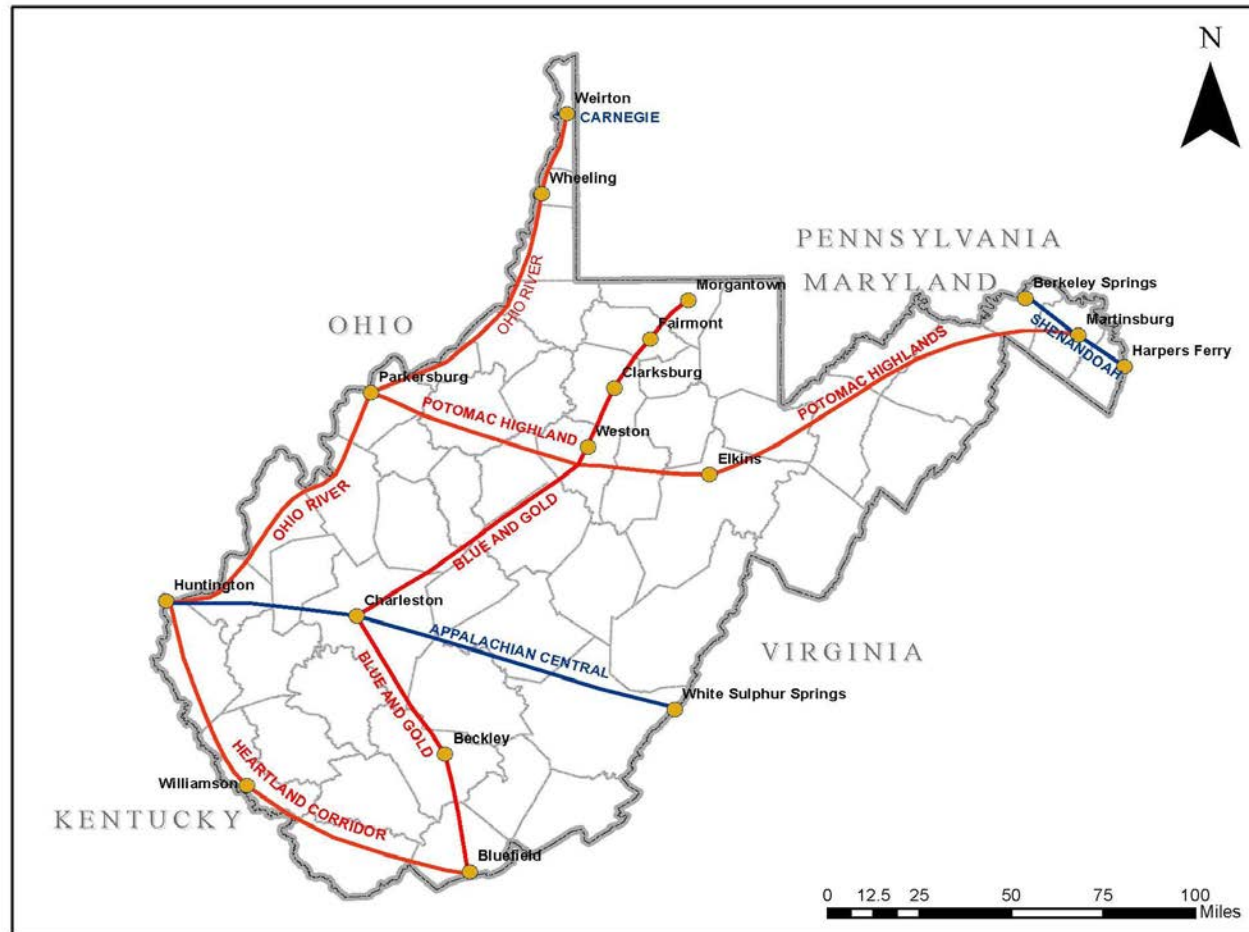 N
Weirton
CARNEGIE
Wheeling
OHIO RIVER
PENNSYLVANIA
MARYLAND
Berkeley Springs
Morgantown
OHIO
Fairmont
Martinsburg
SHENANDOAH
Harpers Ferry
Parkersburg
Clarksburg
POTOMAC HIGHLANDS
POTOMAC HIGHLAND
Weston
Elkins
OHIO RIVER
BLUE AND GOLD
Huntington
Charleston
APPALACHIAN CENTRAL
VIRGINIA
White Sulphur Springs
BLUE AND GOLD
Beckley
HEARTLAND CORRIDOR
Williamson
KENTUCKY
Bluefield
0 12.5 25 50 75 100
Miles